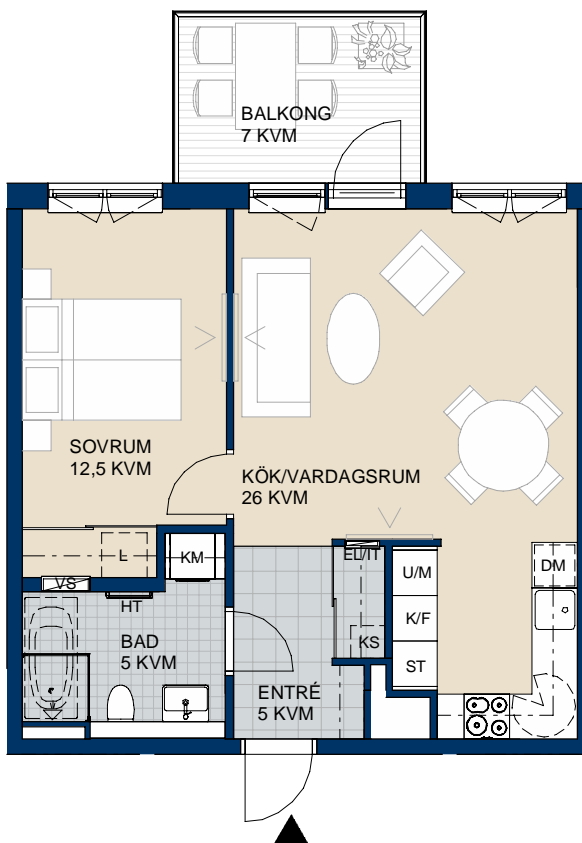 BALKONG
7 KVM
SOVRUM
12,5 KVM
KÖK/VARDAGSRUM
26 KVM
L
KM
EL/IT
U/M
DM
VS
HT
K/F
BAD
5 KVM
KS
ST
ENTRÉ
5 KVM